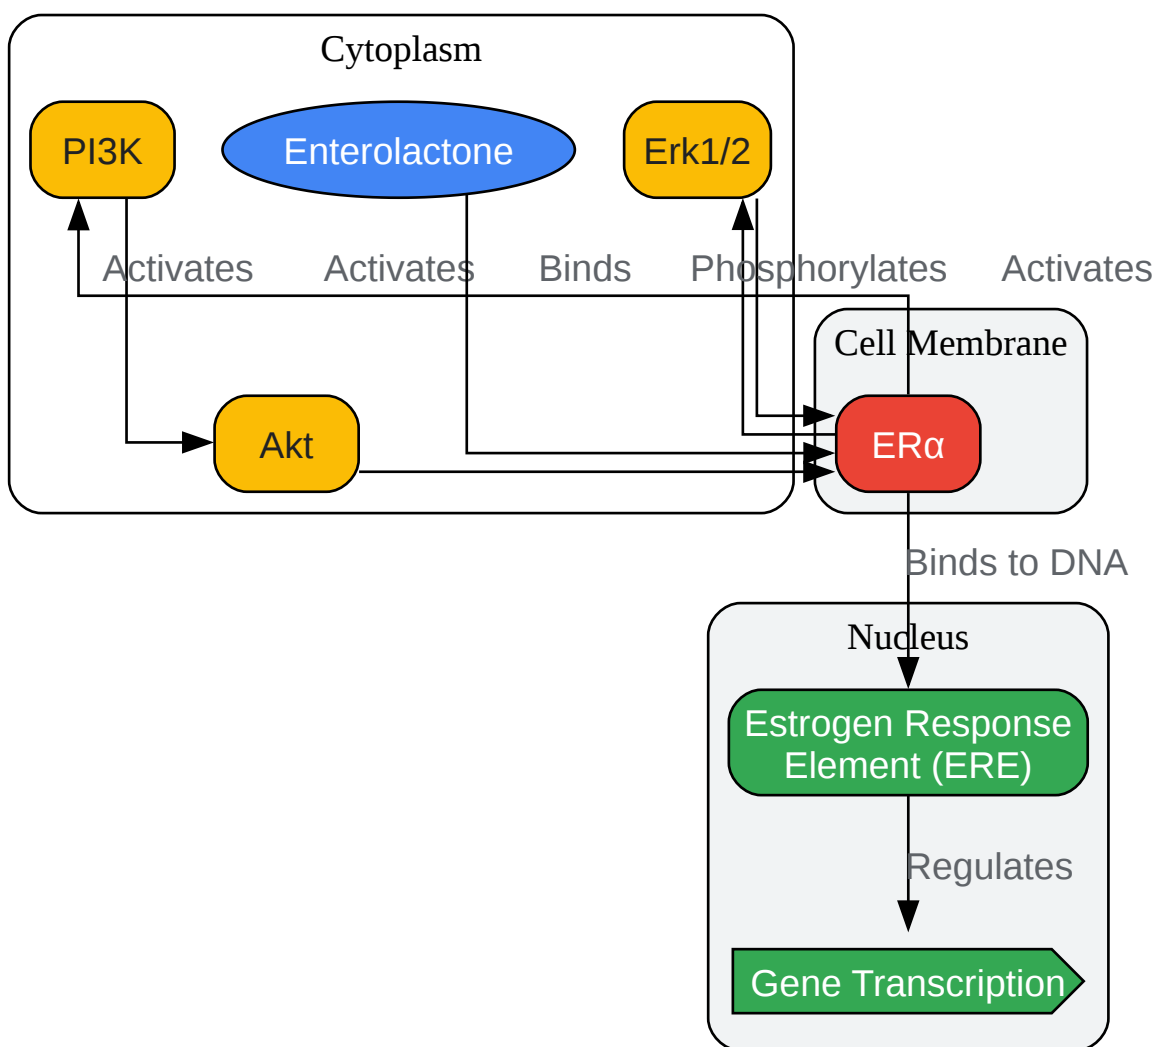 Cytoplasm
PI3K
Enterolactone
Erk1/2
Activates
Activates
Binds
Phosphorylates
Activates
Cell Membrane
Akt
ERα
Binds to DNA
Nucleus
Estrogen Response
Element (ERE)
Regulates
Gene Transcription